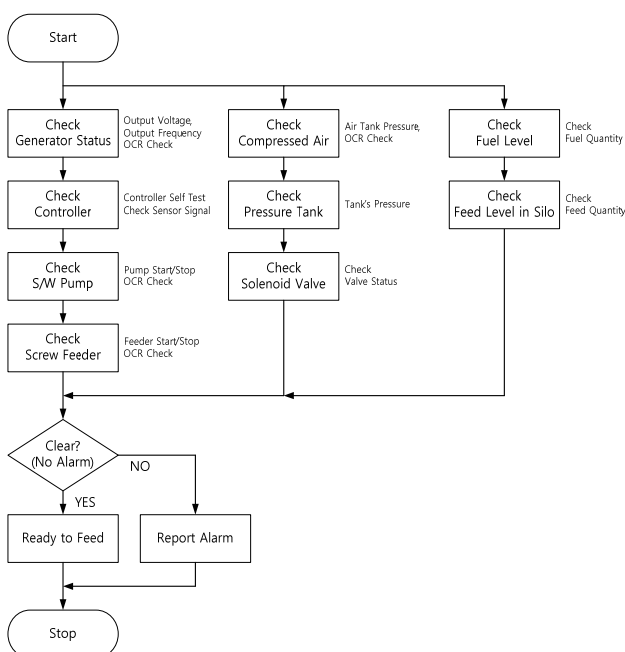 Start
Check
Generator Status
Output Voltage,
Output Frequency
OCR Check
Check
Compressed Air
Air Tank Pressure,
OCR Check
Check
Fuel Level
Check
Fuel Quantity
Check
Controller
Controller Self Test
Check Sensor Signal
Check
Pressure Tank
Tank's Pressure
Check
Feed Level in Silo
Check
Feed Quantity
Check
S/W Pump
Pump Start/Stop
OCR Check
Check
Solenoid Valve
Check
Valve Status
Check
Screw Feeder
Feeder Start/Stop
OCR Check
Clear?
(No Alarm)
NO
YES
Ready to Feed
Report Alarm
Stop